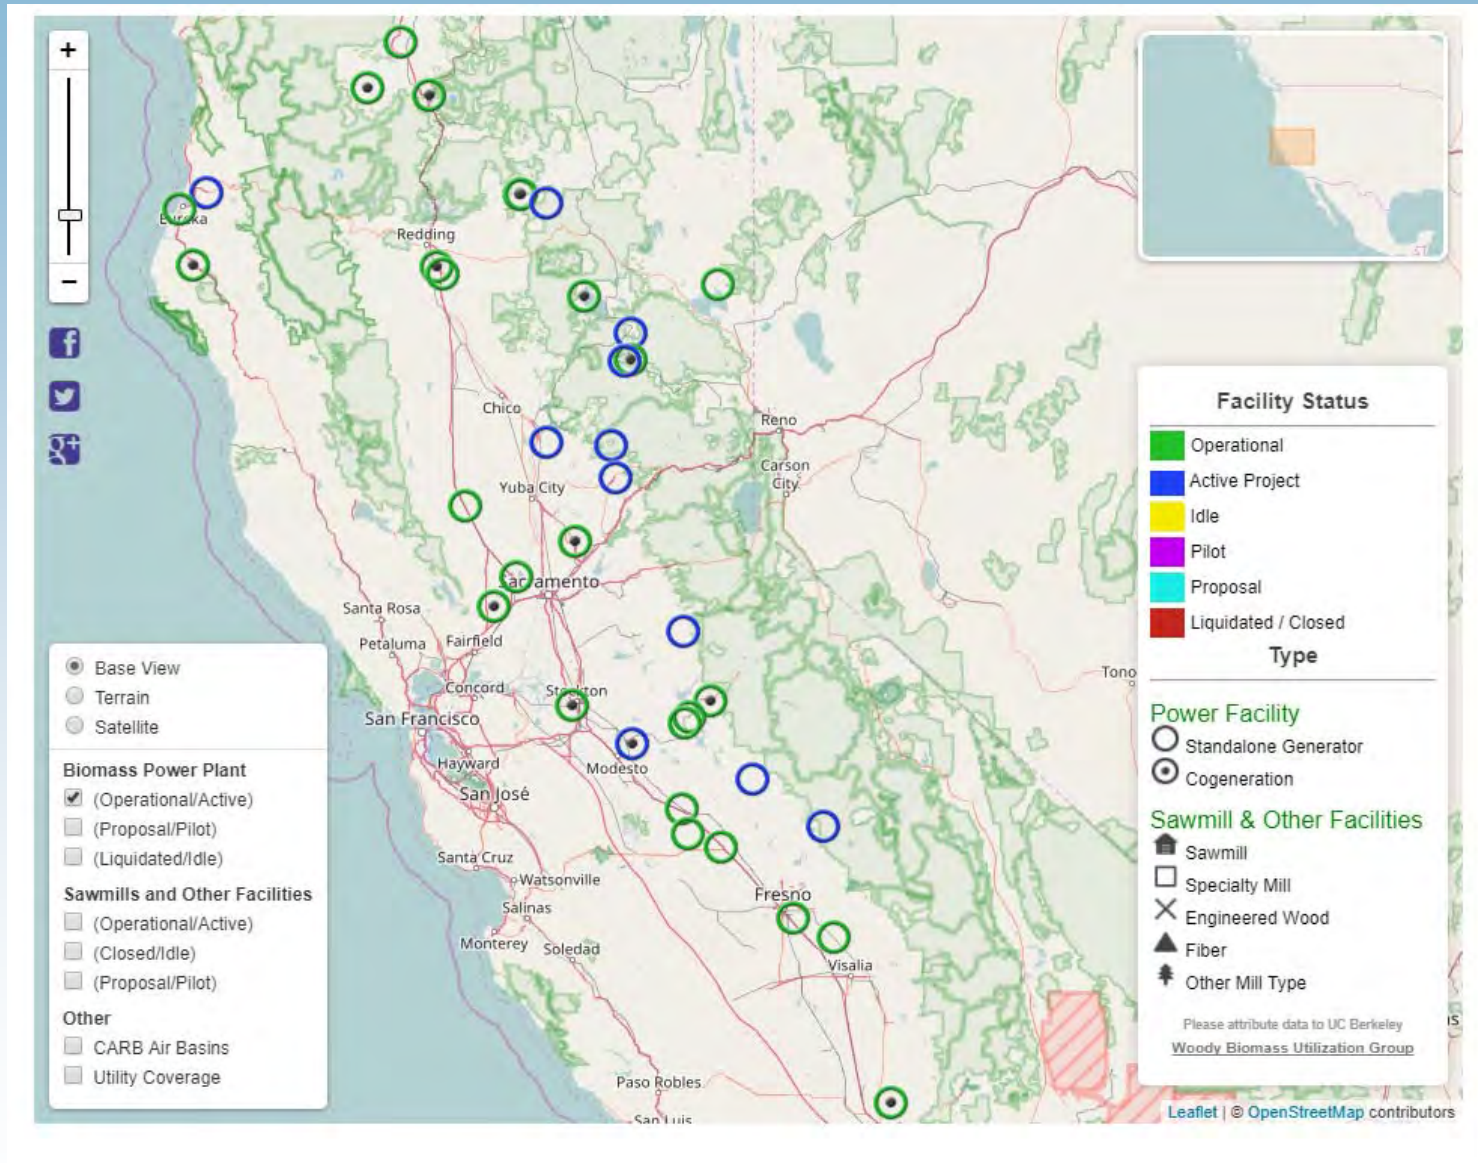 +
−
Eureka
Redding
Chico
Reno
Carson
City
Yuba City
Sacramento
Santa Rosa
Petaluma
Fairfield
Concord
Stockton
San Francisco
Hayward
Modesto
San José
Santa Cruz
Watsonville
Salinas
Monterey
Soledad
Fresno
Visalia
Paso Robles
San Luis
Tono
Base View
Terrain
Satellite
Biomass Power Plant
(Operational/Active)
(Proposal/Pilot)
(Liquidated/Idle)
Sawmills and Other Facilities
(Operational/Active)
(Closed/Idle)
(Proposal/Pilot)
Other
CARB Air Basins
Utility Coverage
Facility Status
Operational
Active Project
Idle
Pilot
Proposal
Liquidated / Closed
Type
Power Facility
Standalone Generator
Cogeneration
Sawmill & Other Facilities
Sawmill
Specialty Mill
Engineered Wood
Fiber
Other Mill Type
Please attribute data to UC Berkeley
Woody Biomass Utilization Group
Leaflet | © OpenStreetMap contributors